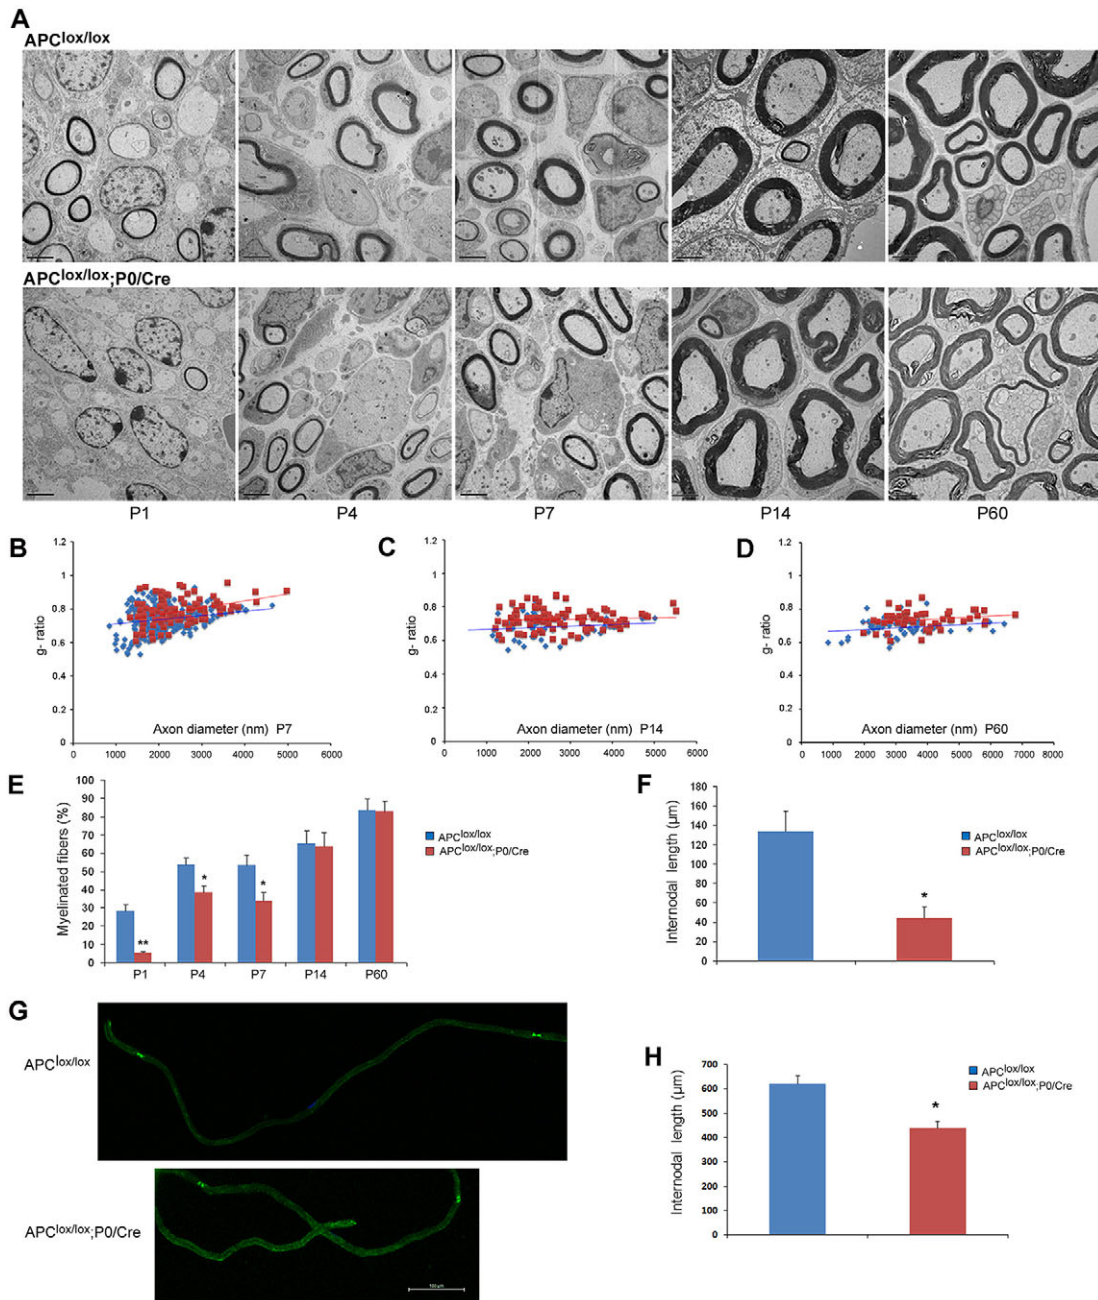 A
APClox/lox
APClox/lox;P0/Cre
P1 P4 P7 P14 P60
B
1.2
1
0.8
0.6
0.4
0.2
0
g- ratio
Axon diameter (nm) P7
0 1000 2000 3000 4000 5000 6000
C
1.2
1
0.8
0.6
0.4
0.2
0
g- ratio
Axon diameter (nm) P14
0 1000 2000 3000 4000 5000 6000
D
1.2
1
0.8
0.6
0.4
0.2
0
g- ratio
Axon diameter (nm) P60
0 1000 2000 3000 4000 5000 6000 7000 8000
E
100
90
80
70
60
50
40
30
20
10
0
Myelinated fibers (%)
** * *
P1 P4 P7 P14 P60
APClox/lox
APClox/lox;P0/Cre
F
180
160
140
120
100
80
60
40
20
0
Internodal length (µm)
*
APClox/lox
APClox/lox;P0/Cre
G
APClox/lox
APClox/lox;P0/Cre
100µm
H
700
600
500
400
300
200
100
0
Internodal length (µm)
*
APClox/lox
APClox/lox;P0/Cre